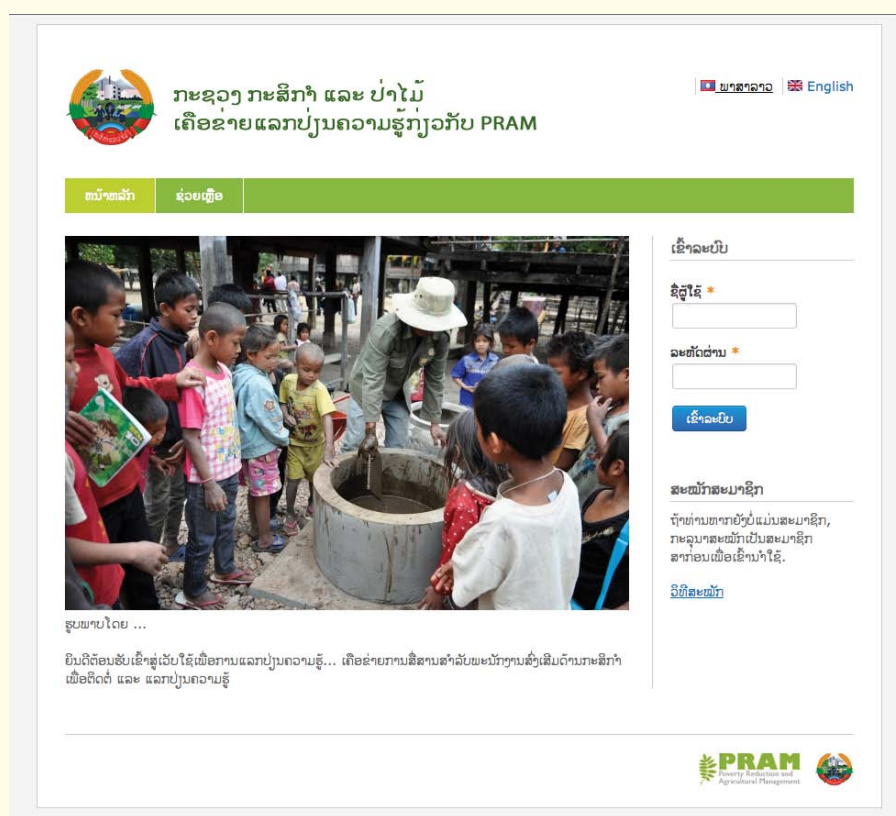 ກະຊວງ ກະສິກຳ ແລະ ປ່າໄມ້
ເຄືອຂ່າຍແລກປ່ຽນຄວາມຮູ້ກ່ຽວກັບ PRAM
ພາສາລາວ English
ໜ້າຫລັກ ຊ່ວຍເຫຼືອ
ຮູບພາບໂດຍ ...
ຍິນດີຕ້ອນຮັບເຂົ້າສູ່ເວັບໃຊ້ເພື່ອການແລກປ່ຽນຄວາມຮູ້... ເຄືອຂ່າຍການສື່ສານສຳລັບພະນັກງານສົ່ງເສີມດ້ານກະສິກຳ
ເພື່ອຕິດຕໍ່ ແລະ ແລກປ່ຽນຄວາມຮູ້
ເຂົ້າລະບົບ
ຊື່ຜູ້ໃຊ້ *
ລະຫັດຜ່ານ *
ເຂົ້າລະບົບ
ສະໝັກສະມາຊິກ
ຖ້າທ່ານຫາກຍັງບໍ່ແມ່ນສະມາຊິກ,
ກະລຸນາສະໝັກເປັນສະມາຊິກ
ສາກ່ອນເພື່ອເຂົ້ານຳໃຊ້.
ວິທີສະໝັກ
PRAM
Poverty Reduction and
Agricultural Management